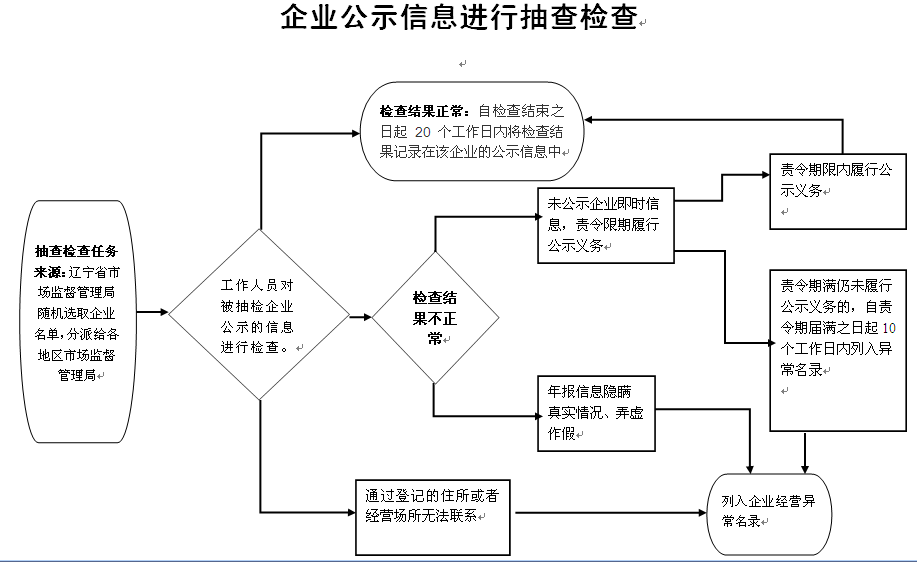 企业公示信息进行抽查检查
检查结果正常：自检查结束之
日起 20 个工作日内将检查结
果记录在该企业的公示信息中
责令期限内履行公
示义务
未公示企业即时信
息，责令限期履行
公示义务
抽查检查任务
来源：辽宁省市
场监督管理局
随机选取企业
名单，分派给各
地区市场监督
管理局
工作人员对
被抽检企业
公示的信息
进行检查。
检查结
果不正
常
责令期满仍未履行
公示义务的，自责
令期届满之日起 10
个工作日内列入异
常名录
年报信息隐瞒
真实情况、弄虚
作假
通过登记的住所或者
经营场所无法联系
列入企业经营异
常名录